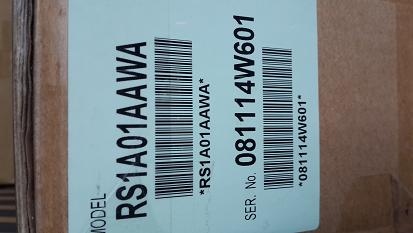 MODEL
RS1A01AAWA
*RS1A01AAWA*
SER. No. 081114W601
*081114W601*